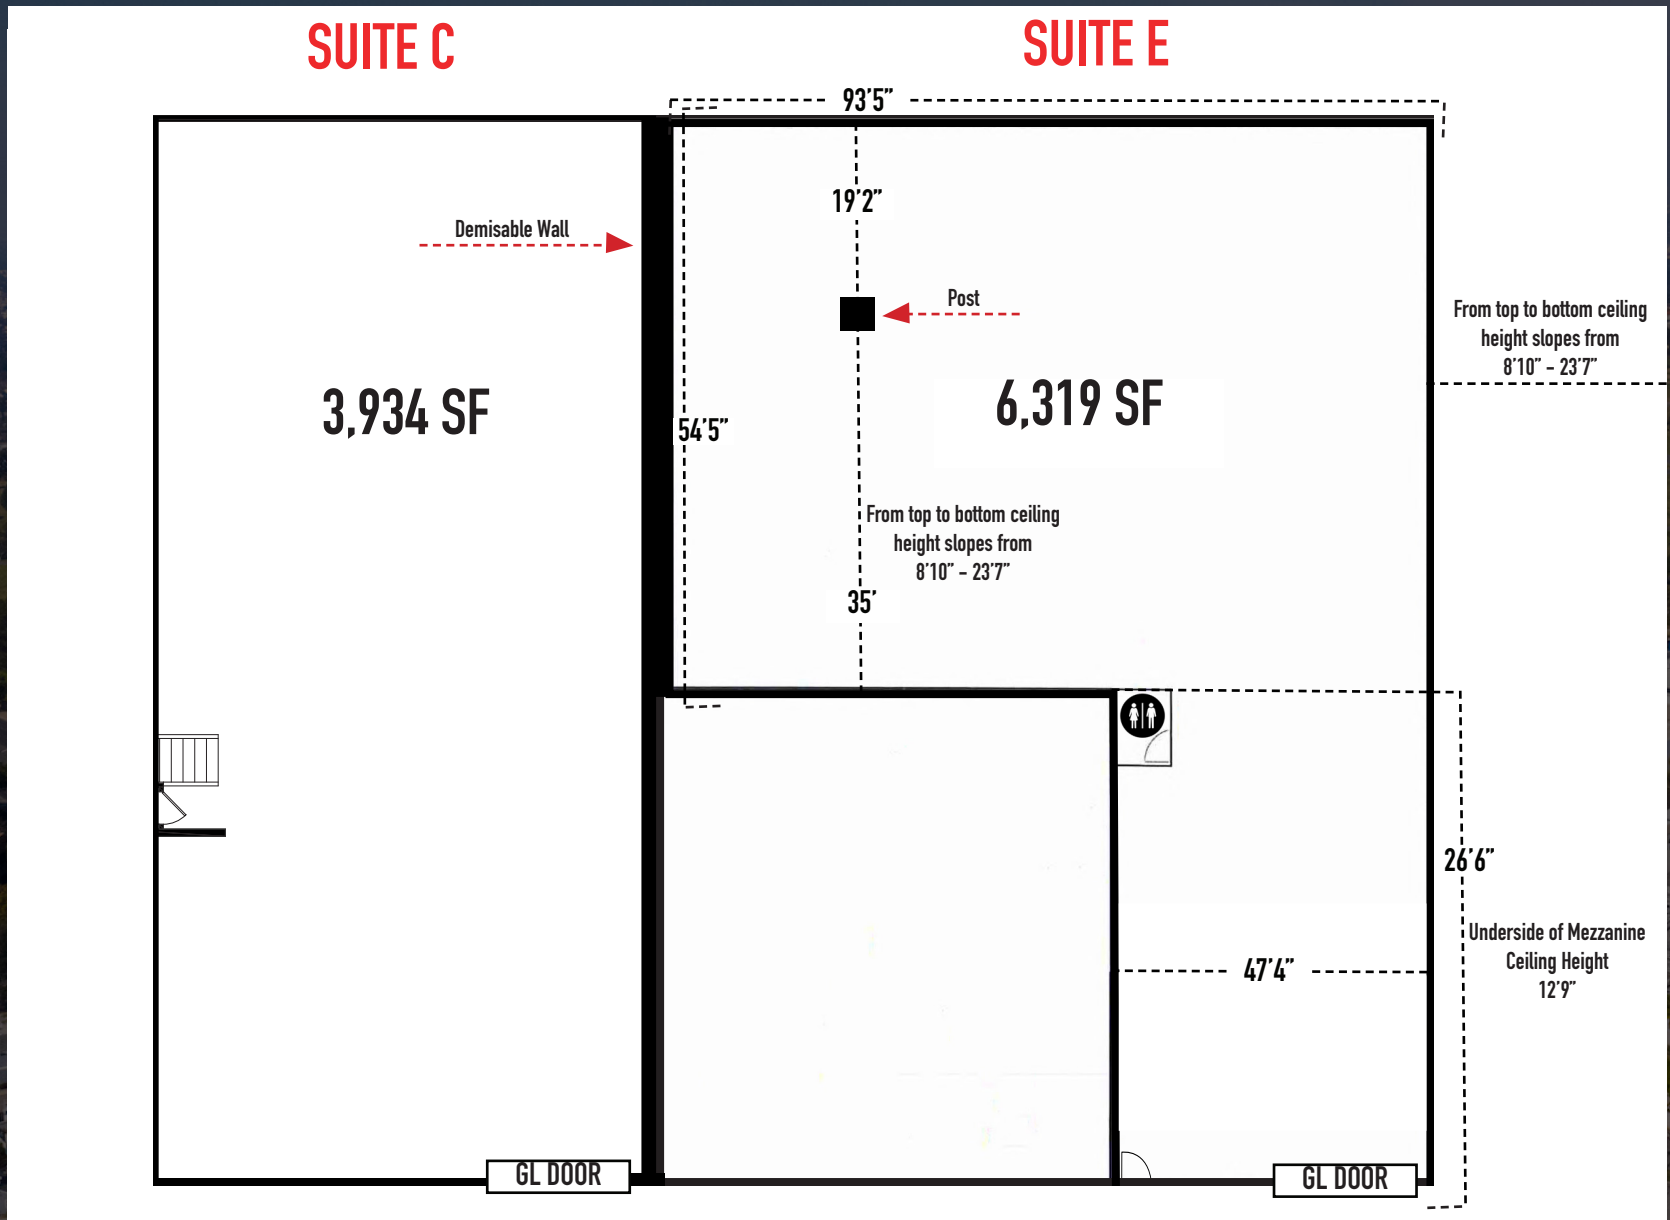 SUITE C
SUITE E
93’5”
19’2”
Demisable Wall
Post
From top to bottom ceiling
height slopes from
8’10” – 23’7”
3,934 SF
6,319 SF
54’5”
From top to bottom ceiling
height slopes from
8’10” – 23’7”
35’
26’6”
Underside of Mezzanine
Ceiling Height
12’9”
47’4”
GL DOOR
GL DOOR